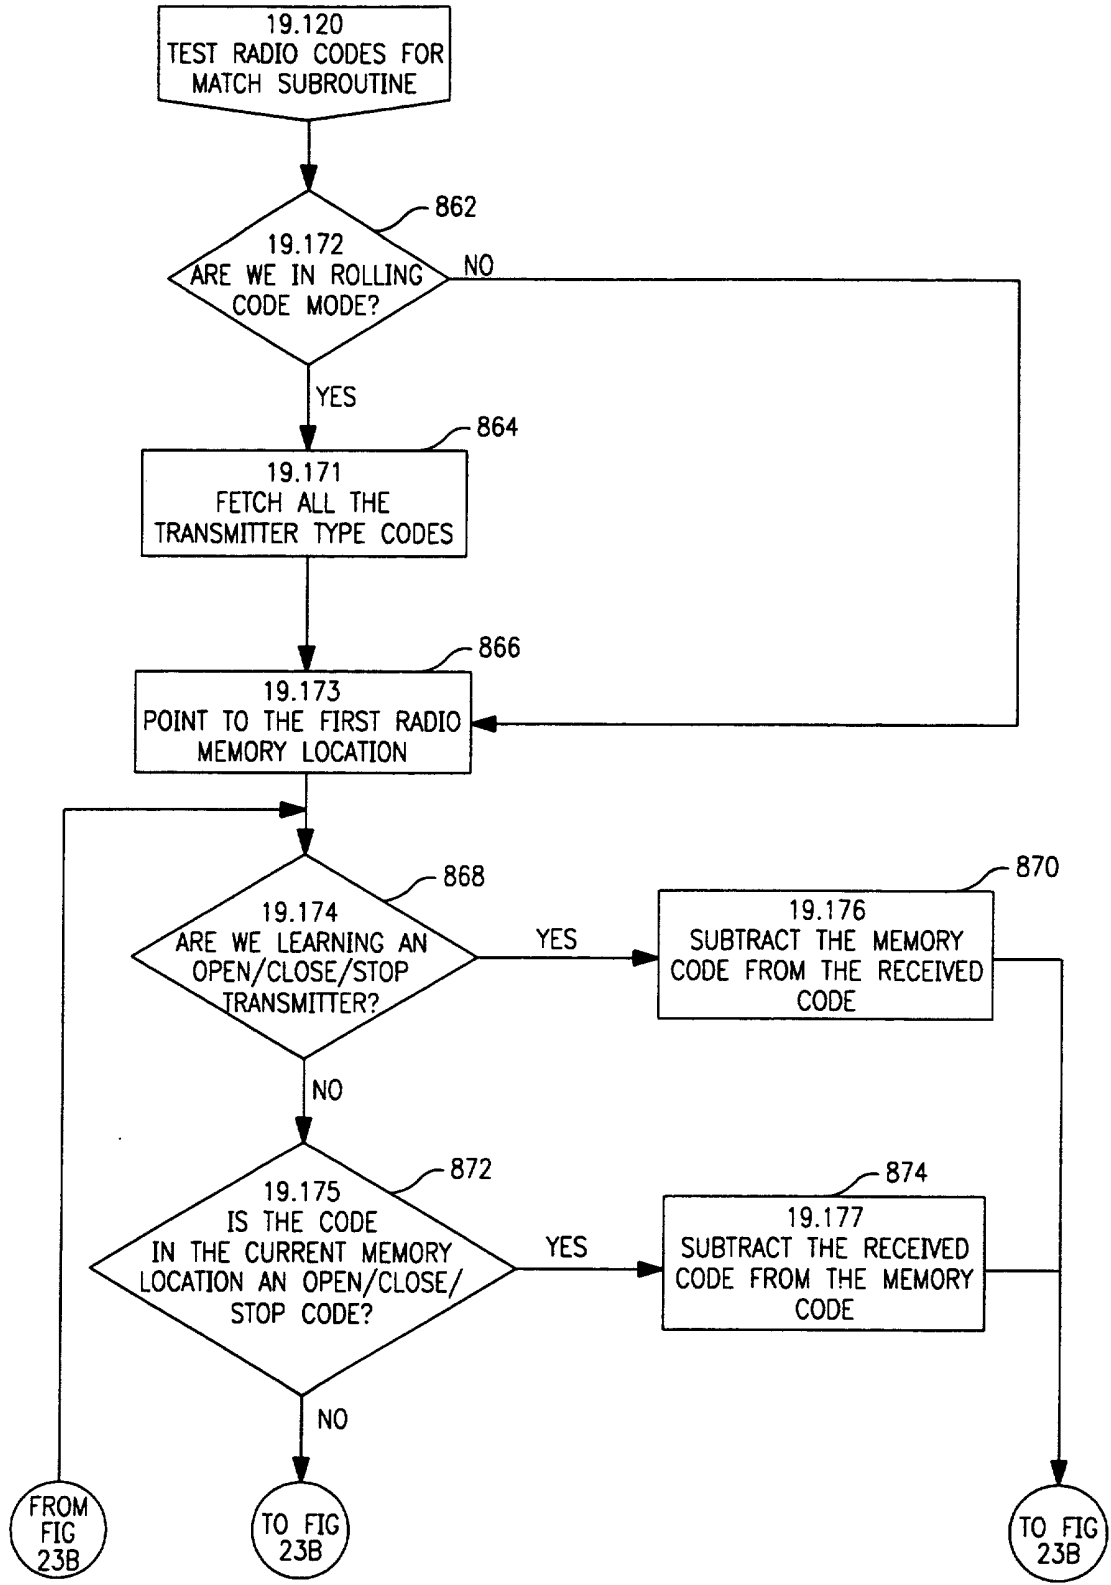 19.120
TEST RADIO CODES FOR
MATCH SUBROUTINE
862
19.172
ARE WE IN ROLLING
CODE MODE?
NO
YES
864
19.171
FETCH ALL THE
TRANSMITTER TYPE CODES
866
19.173
POINT TO THE FIRST RADIO
MEMORY LOCATION
868
19.174
ARE WE LEARNING AN
OPEN/CLOSE/STOP
TRANSMITTER?
YES
870
19.176
SUBTRACT THE MEMORY
CODE FROM THE RECEIVED
CODE
NO
872
19.175
IS THE CODE
IN THE CURRENT MEMORY
LOCATION AN OPEN/CLOSE/
STOP CODE?
YES
874
19.177
SUBTRACT THE RECEIVED
CODE FROM THE MEMORY
CODE
NO
FROM
FIG
23B
TO FIG
23B
TO FIG
23B